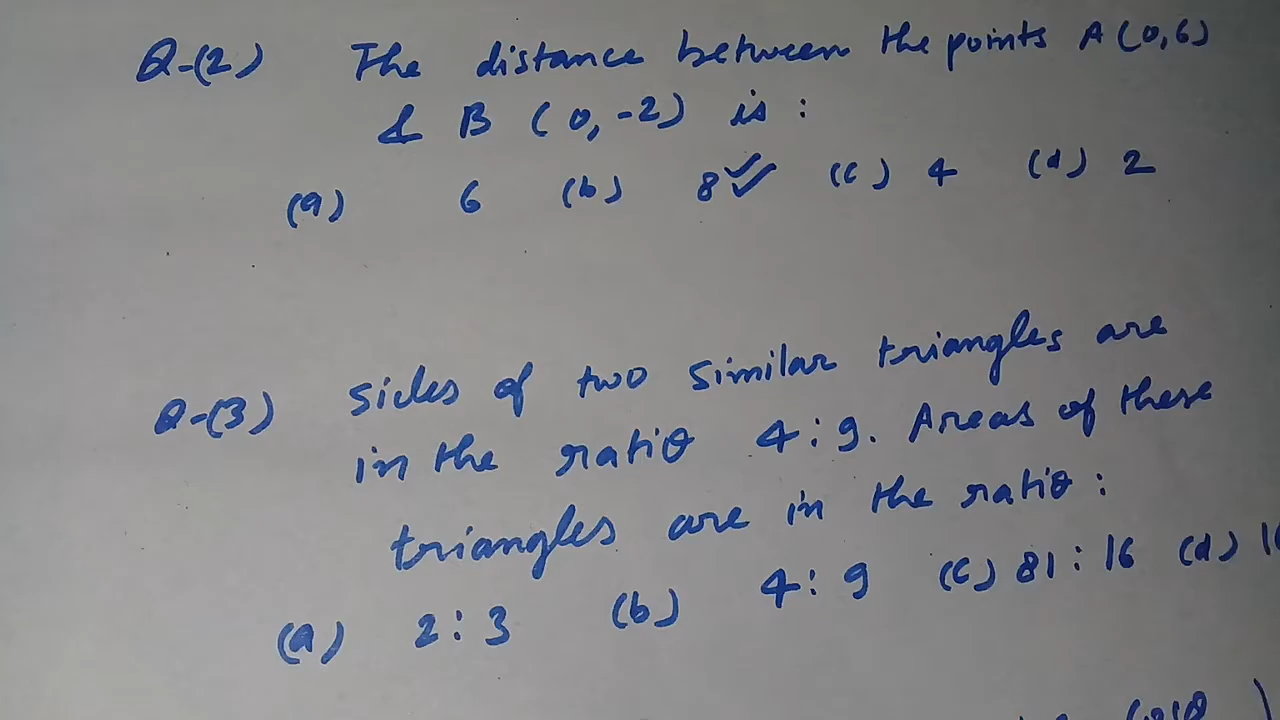 Q-(2) The distance between the points A(0,6)
& B (0,-2) is :
(a) 6 (b) 8 (c) 4 (d) 2
Q-(3) Sides of two similar triangles are
in the ratio 4:9. Areas of these
triangles are in the ratio :
(a) 2:3 (b) 4:9 (c) 81:16 (d)